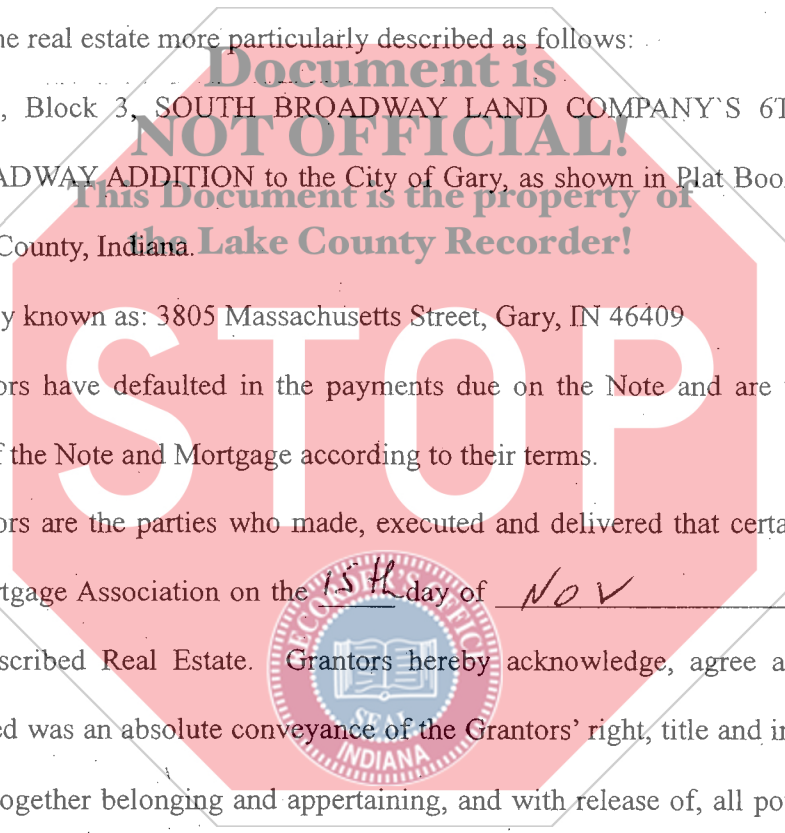 ne real estate more particularly described as follows:
Document is
, Block 3, SOUTH BROADWAY LAND COMPANY`S 6T
NOT OFFICIAL!
ADWAY ADDITION to the City of Gary, as shown in Plat Boo
This Document is the property of
County, Indiana.
the Lake County Recorder!
y known as: 3805 Massachusetts Street, Gary, IN 46409
STOP
ors have defaulted in the payments due on the Note and are
f the Note and Mortgage according to their terms.
ors are the parties who made, executed and delivered that certa
rtgage Association on the 15th day of Nov
RECORDER'S OFFICE
scribed Real Estate. Grantors hereby acknowledge, agree a
SEAL
ed was an absolute conveyance of the Grantors' right, title and in
INDIANA
ogether belonging and appertaining, and with release of, all po